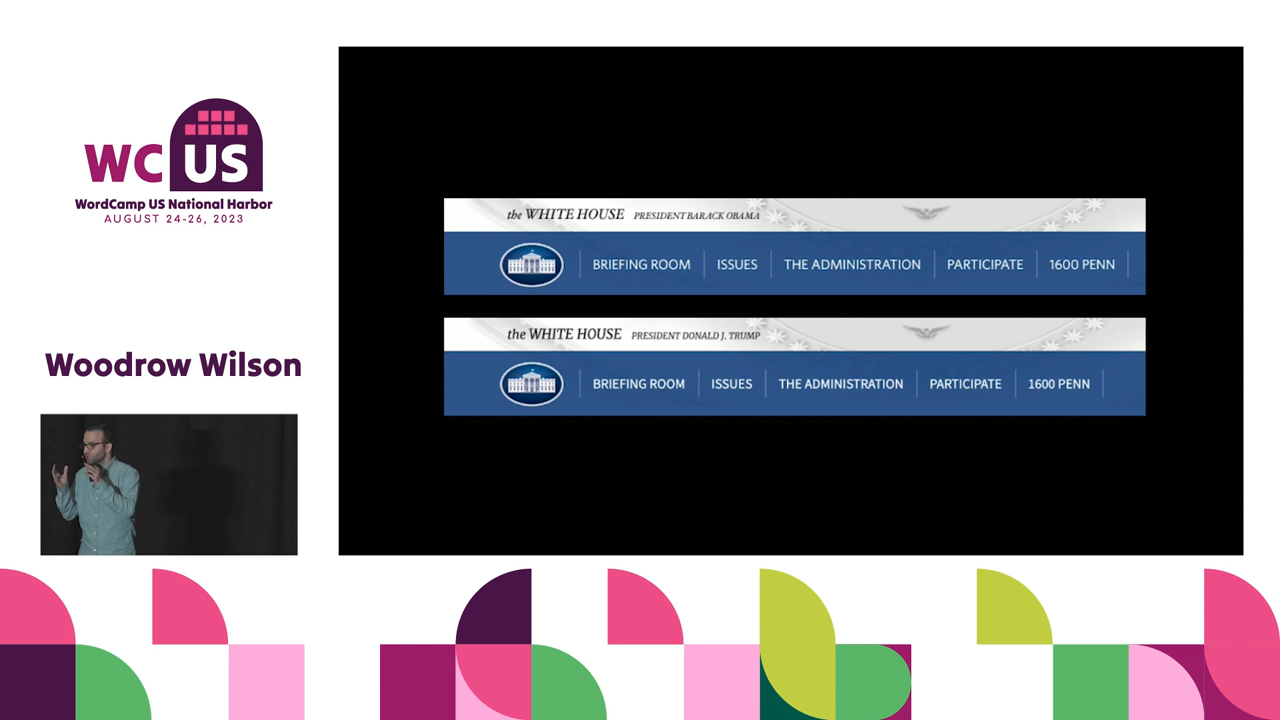 WC US
WordCamp US National Harbor
AUGUST 24-26, 2023
Woodrow Wilson
the WHITE HOUSE PRESIDENT BARACK OBAMA
BRIEFING ROOM ISSUES THE ADMINISTRATION PARTICIPATE 1600 PENN
the WHITE HOUSE PRESIDENT DONALD J. TRUMP
BRIEFING ROOM ISSUES THE ADMINISTRATION PARTICIPATE 1600 PENN